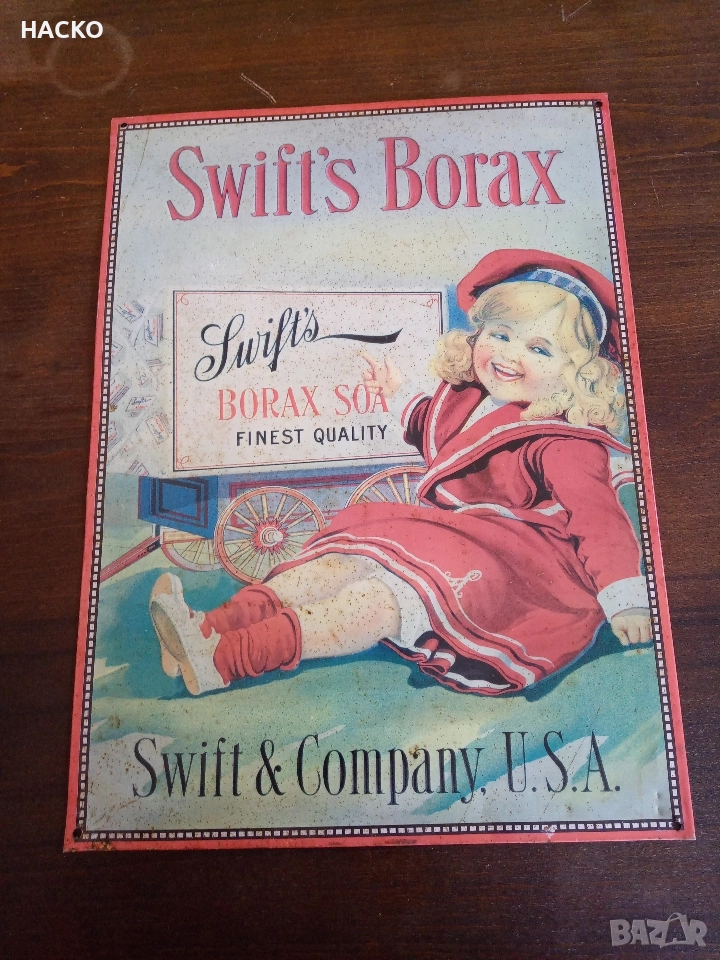 HACKO
Swift's Borax
Swift's
BORAX SOA
FINEST QUALITY
Swift & Company, U.S.A.
BAZAR